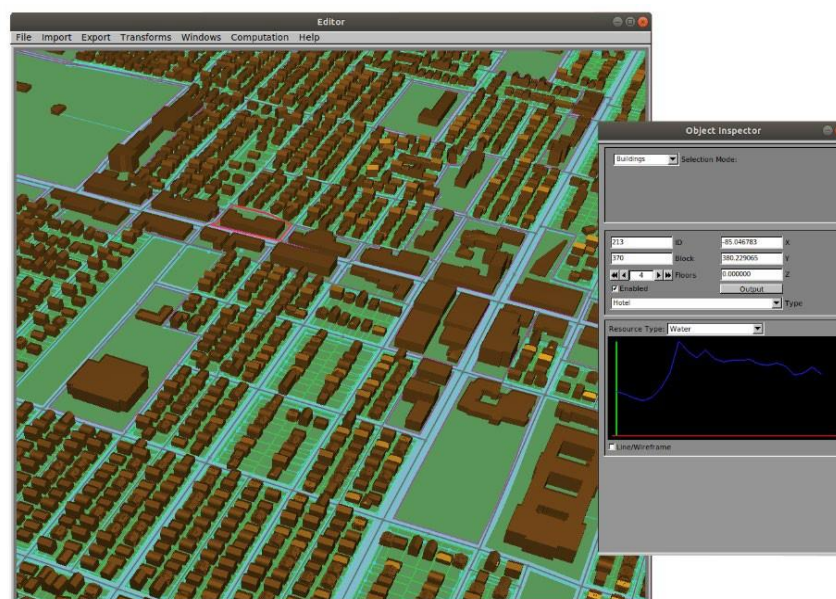 Editor
File Import Export Transforms Windows Computation Help
Object Inspector
Buildings Selection Mode:
213 ID -85.046783 X
370 Block 380.229065 Y
4 Floors 0.000000 Z
Enabled Output
Hotel Type
Resource Type: Water
Line/Wireframe